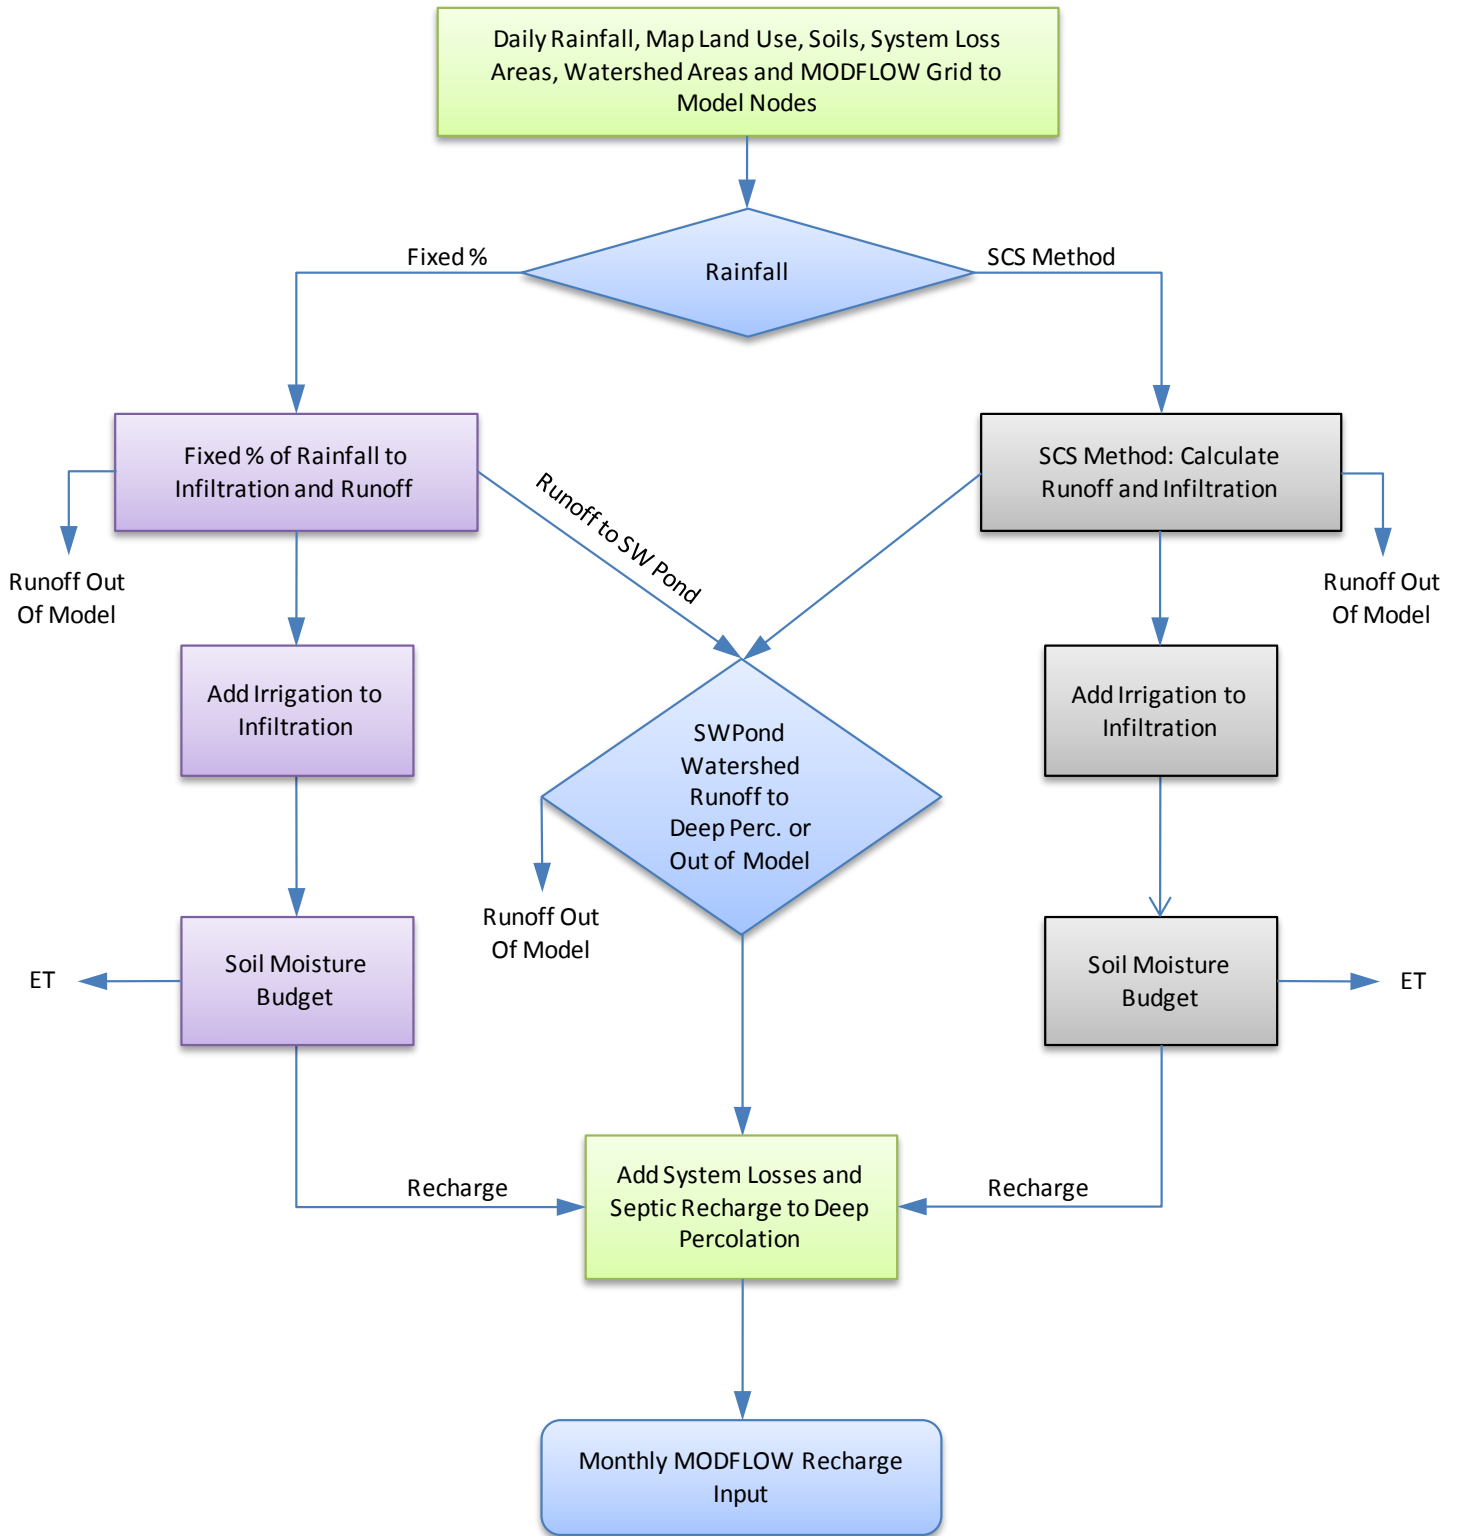 Daily Rainfall, Map Land Use, Soils, System Loss
Areas, Watershed Areas and MODFLOW Grid to
Model Nodes
Fixed %
Rainfall
SCS Method
Fixed % of Rainfall to
Infiltration and Runoff
Runoff to SW Pond
SCS Method: Calculate
Runoff and Infiltration
Runoff Out
Of Model
Runoff Out
Of Model
Add Irrigation to
Infiltration
SWPond
Watershed
Runoff to
Deep Perc. or
Out of Model
Add Irrigation to
Infiltration
Runoff Out
Of Model
ET
Soil Moisture
Budget
Soil Moisture
Budget
ET
Recharge
Add System Losses and
Septic Recharge to Deep
Percolation
Recharge
Monthly MODFLOW Recharge
Input